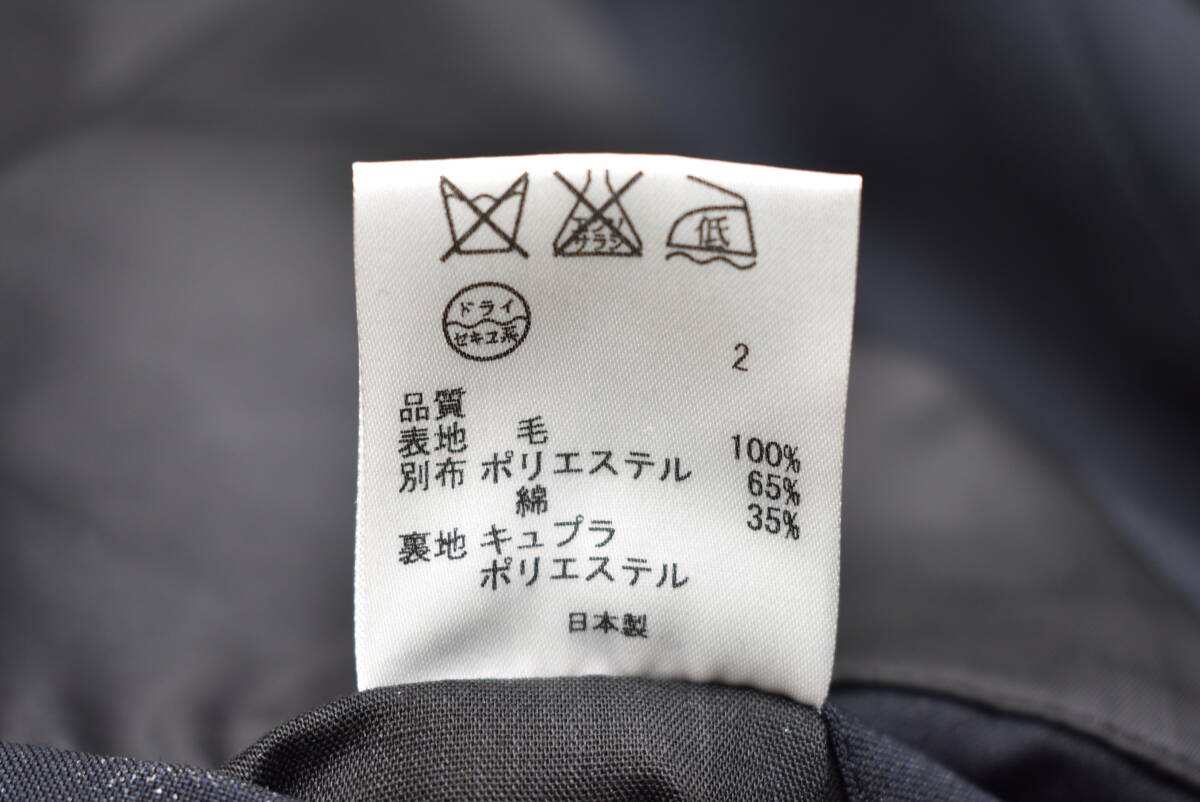 エンソ
サラシ
低
ドライ
セキユ系
2
品質
表地 毛 100%
別布 ポリエステル 65%
綿 35%
裏地 キュプラ
ポリエステル
日本製